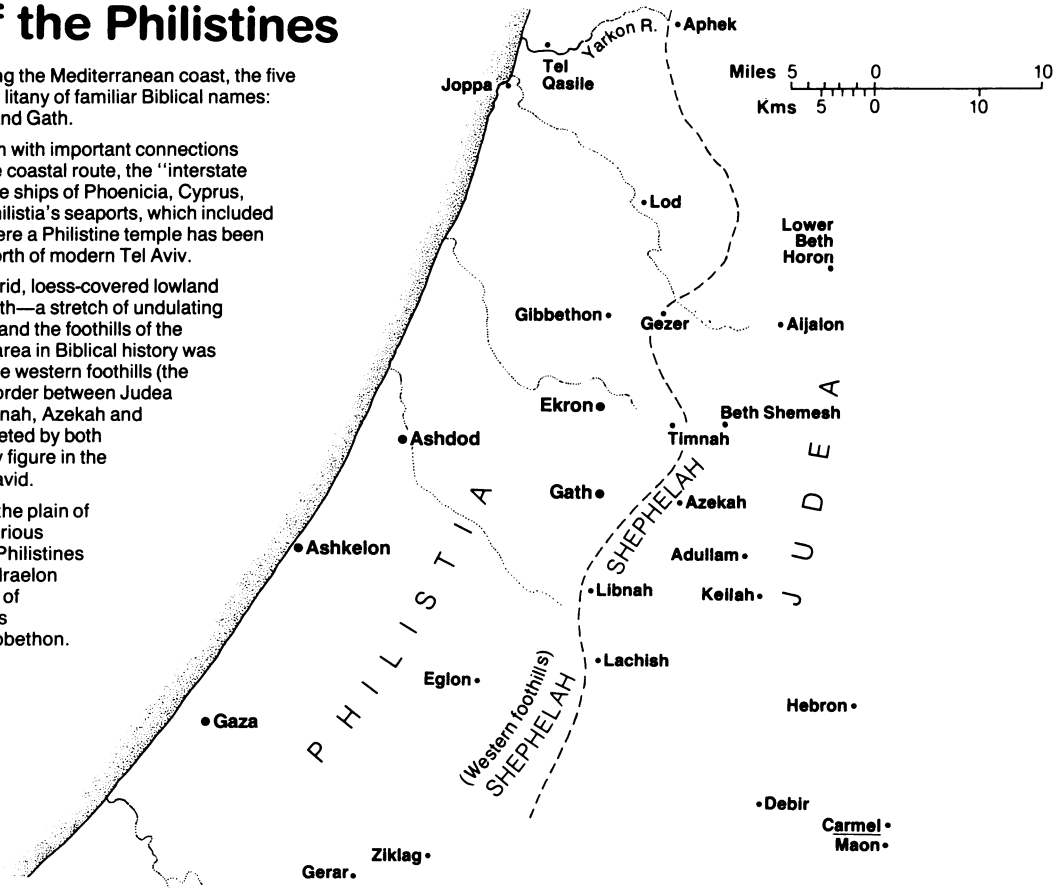 f the Philistines
ng the Mediterranean coast, the five
litany of familiar Biblical names:
nd Gath.
n with important connections
e coastal route, the "interstate
e ships of Phoenicia, Cyprus,
hilistia's seaports, which included
ere a Philistine temple has been
orth of modern Tel Aviv.
rid, loess-covered lowland
th—a stretch of undulating
and the foothills of the
area in Biblical history was
e western foothills (the
order between Judea
nnah, Azekah and
eted by both
y figure in the
avid.
the plain of
rious
Philistines
draelon
of
s
bbethon.
Yarkon R.
Aphek
Tel
Qasile
Joppa
Miles 5 0 10
Kms 5 0 10
Lod
Lower
Beth
Horon
Gibbethon
Gezer
Aijalon
Ekron
Beth Shemesh
Timnah
Ashdod
Gath
Azekah
SHEPHELAH
JUDEA
Ashkelon
Adullam
Libnah
Keilah
PHILISTIA
Lachish
Eglon
(Western foothills)
SHEPHELAH
Hebron
Gaza
Debir
Carmel
Maon
Ziklag
Gerar